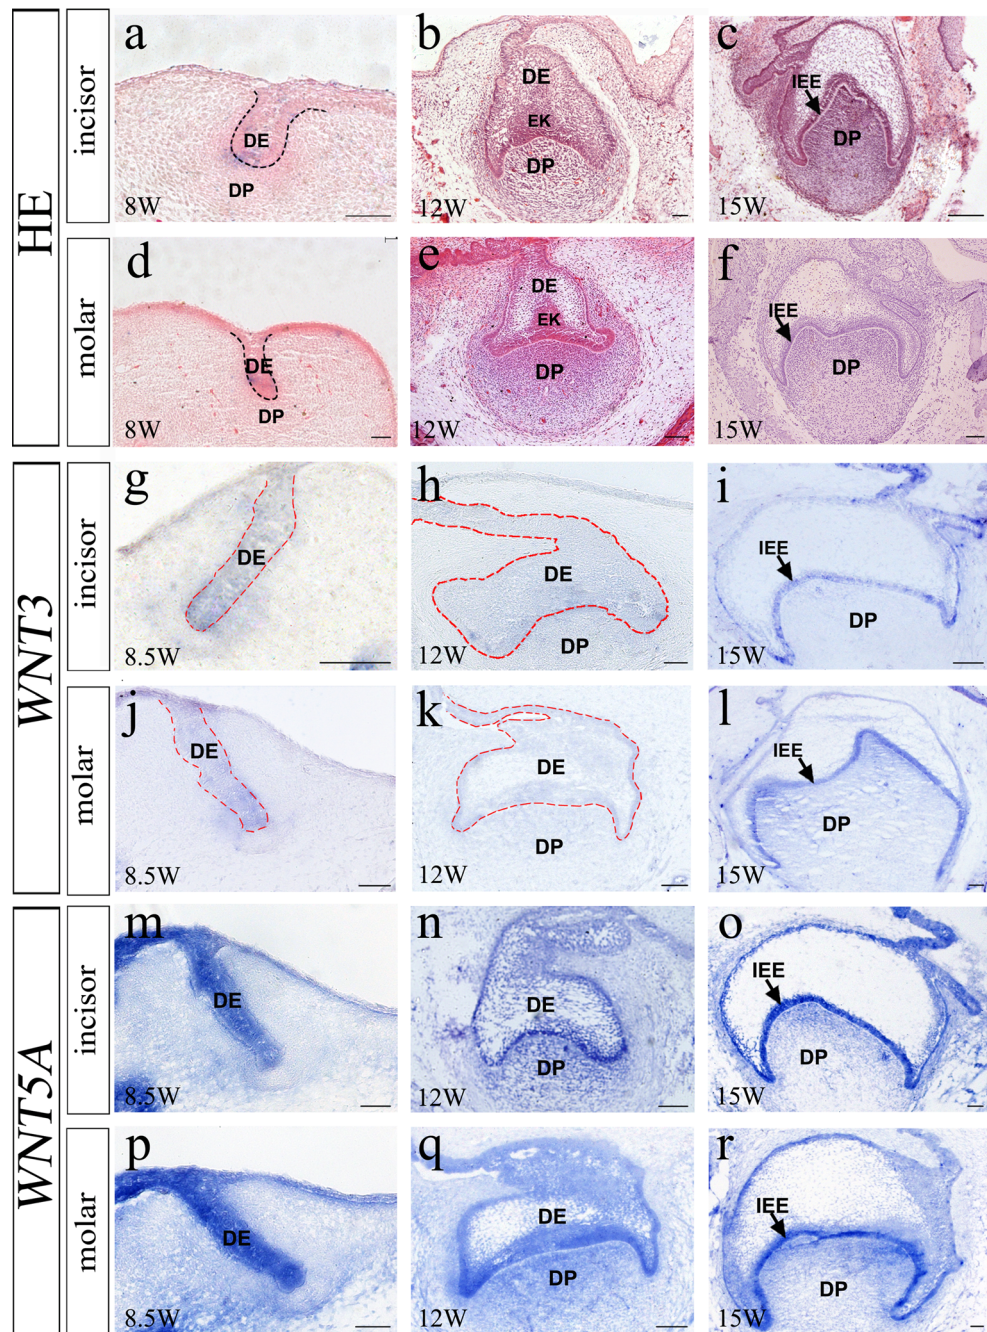 HE
incisor
a
DE
DP
8W
b
DE
EK
DP
12W
c
IEE
DP
15W
molar
d
DE
DP
8W
e
DE
EK
DP
12W
f
IEE
DP
15W
WNT3
incisor
g
DE
8.5W
h
DE
DP
12W
i
IEE
DP
15W
molar
j
DE
8.5W
k
DE
DP
12W
l
IEE
DP
15W
WNT5A
incisor
m
DE
8.5W
n
DE
DP
12W
o
IEE
DP
15W
molar
p
DE
8.5W
q
DE
DP
12W
r
IEE
DP
15W